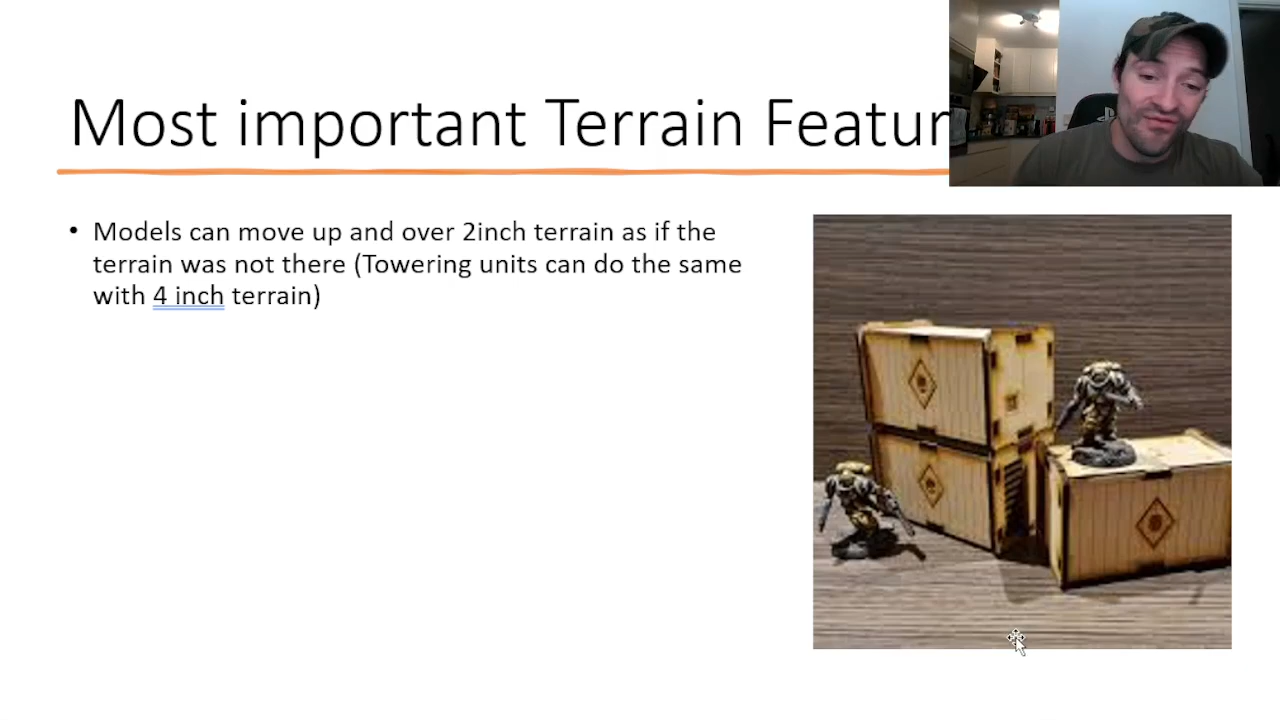 Most important Terrain Featur
• Models can move up and over 2inch terrain as if the
terrain was not there (Towering units can do the same
with 4 inch terrain)